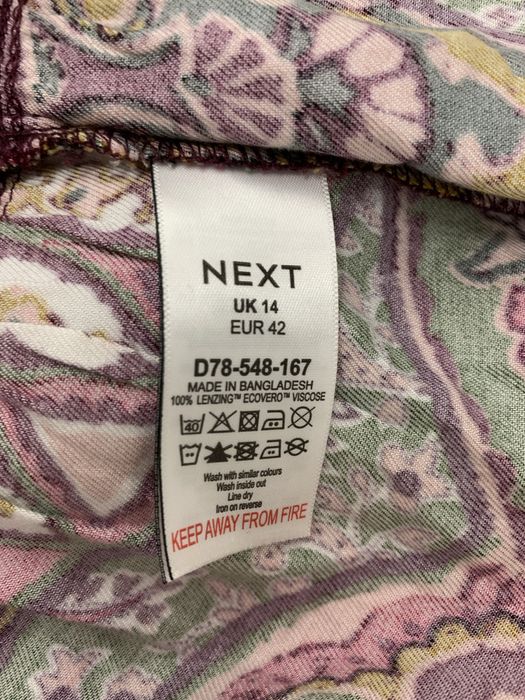 NEXT
UK 14
EUR 42
D78-548-167
MADE IN BANGLADESH
100% LENZING™ ECOVERO™ VISCOSE
40
Wash with similar colours
Wash inside out
Line dry
Iron on reverse
KEEP AWAY FROM FIRE